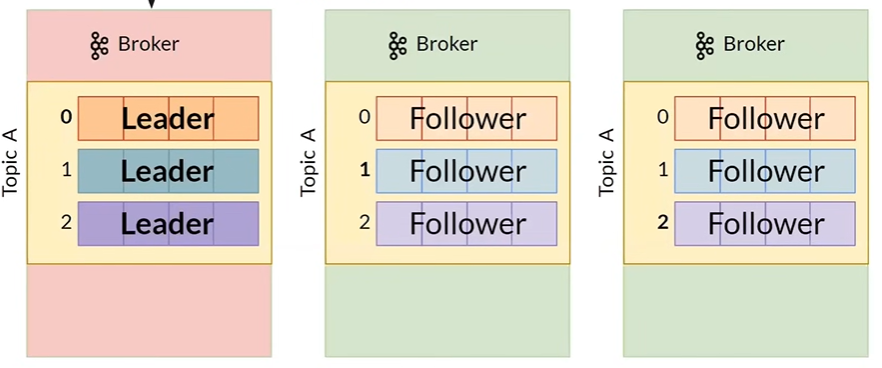 Broker
Topic A
0 Leader
1 Leader
2 Leader
Broker
Topic A
0 Follower
1 Follower
2 Follower
Broker
Topic A
0 Follower
1 Follower
2 Follower